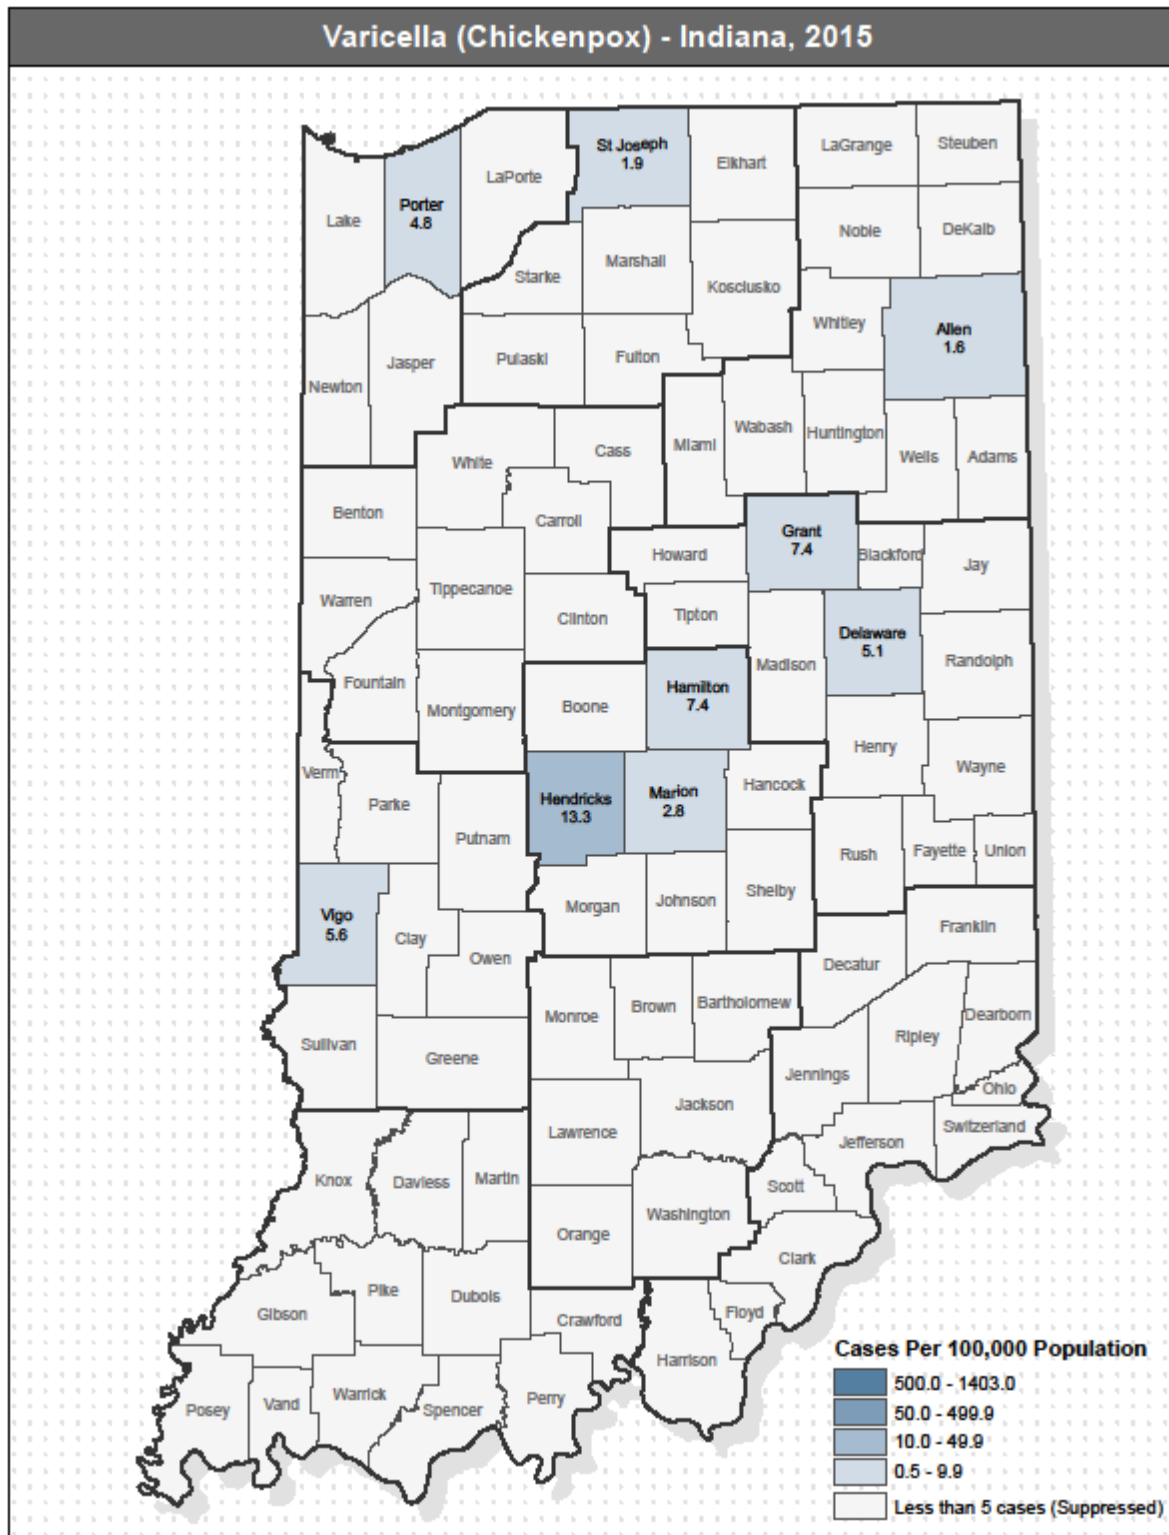 Varicella (Chickenpox) - Indiana, 2015
St Joseph
1.9
Elkhart
LaGrange
Steuben
LaPorte
Porter
4.8
Lake
Noble
DeKalb
Marshall
Starke
Kosciusko
Whitley
Allen
1.6
Pulaski
Fulton
Jasper
Newton
Miami
Wabash
Huntington
Wells
Adams
White
Cass
Benton
Carroll
Grant
7.4
Howard
Blackford
Jay
Warren
Tippecanoe
Clinton
Tipton
Delaware
5.1
Randolph
Madison
Fountain
Hamilton
7.4
Montgomery
Boone
Henry
Wayne
Verm
Parke
Hendricks
13.3
Marion
2.8
Hancock
Putnam
Rush
Fayette
Union
Shelby
Morgan
Johnson
Vigo
5.6
Clay
Owen
Franklin
Decatur
Monroe
Brown
Bartholomew
Dearborn
Ripley
Sullivan
Greene
Jennings
Ohio
Jackson
Lawrence
Switzerland
Jefferson
Knox
Daviess
Martin
Scott
Washington
Orange
Clark
Pike
Dubois
Gibson
Crawford
Floyd
Harrison
Posey
Vand
Warrick
Spencer
Perry
Cases Per 100,000 Population
500.0 - 1403.0
50.0 - 499.9
10.0 - 49.9
0.5 - 9.9
Less than 5 cases (Suppressed)